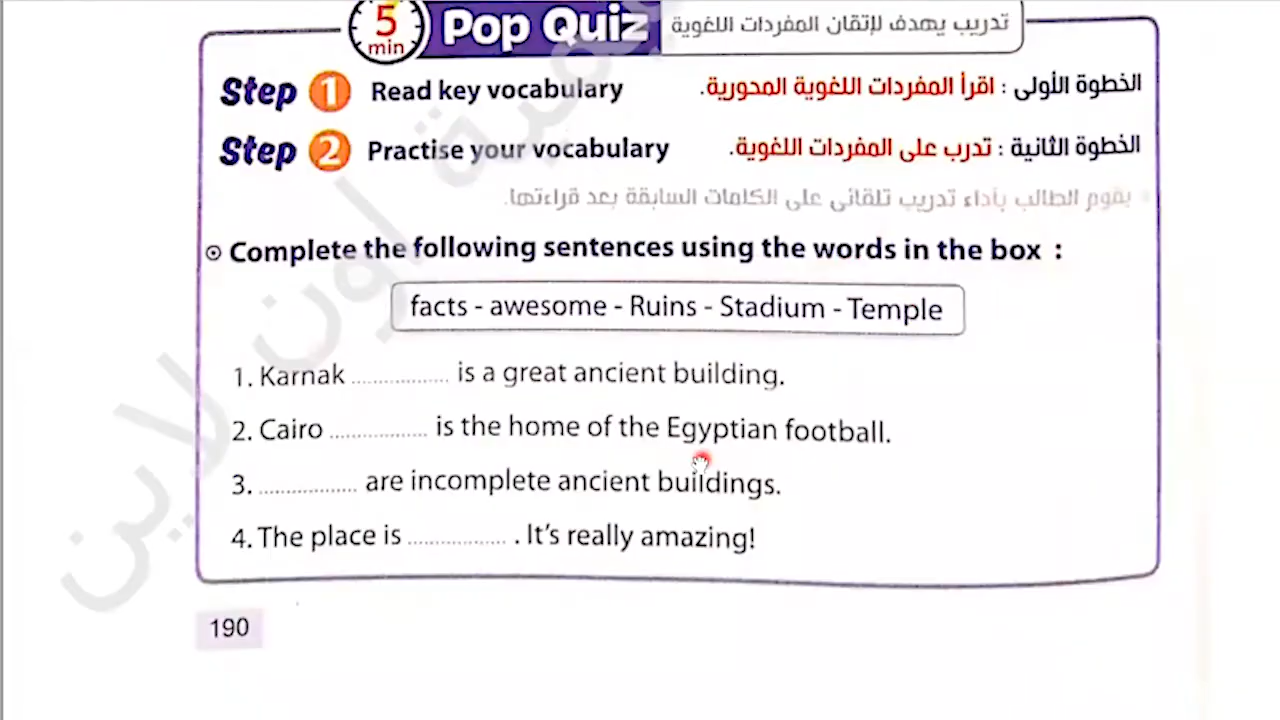 5 min Pop Quiz تدريب يهدف لإتقان المفردات اللغوية
Step 1 Read key vocabulary الخطوة الأولى : اقرأ المفردات اللغوية المحورية.
Step 2 Practise your vocabulary الخطوة الثانية : تدرب على المفردات اللغوية.
يقوم الطالب بأداء تدريب تلقائى على الكلمات السابقة بعد قراءتها.
Complete the following sentences using the words in the box :
facts - awesome - Ruins - Stadium - Temple
1. Karnak ................ is a great ancient building.
2. Cairo ................ is the home of the Egyptian football.
3. ................ are incomplete ancient buildings.
4. The place is ................ . It's really amazing!
190
اون لاين